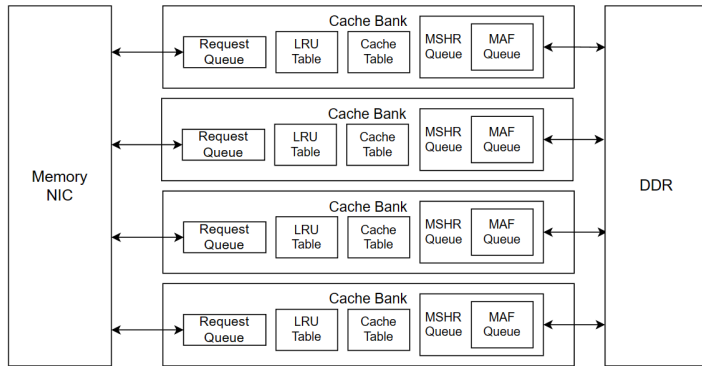 Cache Bank
Request
Queue
LRU
Table
Cache
Table
MSHR
Queue
MAF
Queue
Cache Bank
Request
Queue
LRU
Table
Cache
Table
MSHR
Queue
MAF
Queue
Memory
NIC
DDR
Cache Bank
Request
Queue
LRU
Table
Cache
Table
MSHR
Queue
MAF
Queue
Cache Bank
Request
Queue
LRU
Table
Cache
Table
MSHR
Queue
MAF
Queue